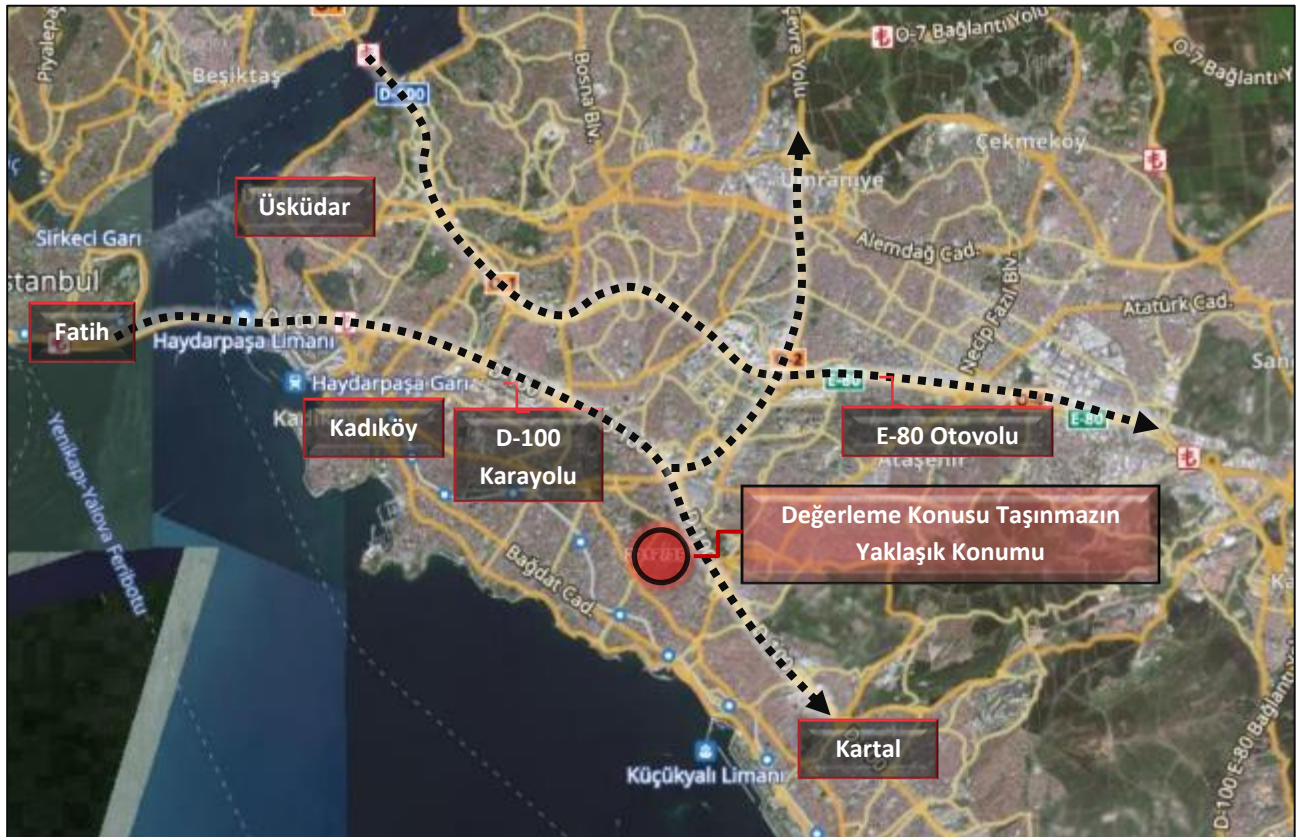 Piyalepaşa
Beşiktaş
D-100
Bosna Blv.
Çevre Yolu
O-7 Bağlantı Yolu
O-7 Bağlantı Y
Çekmeköy
Ümraniye
Üsküdar
Sirkeci Garı
stanbul
Alemdağ Cad.
Necip Fazıl Blv.
Atatürk Cad.
Fatih
Haydarpaşa Limanı
Haydarpaşa Garı
Kadıköy
D-100
Karayolu
E-80
E-80
E-80 Otovolu
Ataşehir
Yenikapı-Yalova Feribotu
Bağdat Cad.
Değerleme Konusu Taşınmazın
Yaklaşık Konumu
Kartal
Küçükyalı Limanı
D-100 E-80 Bağlantı